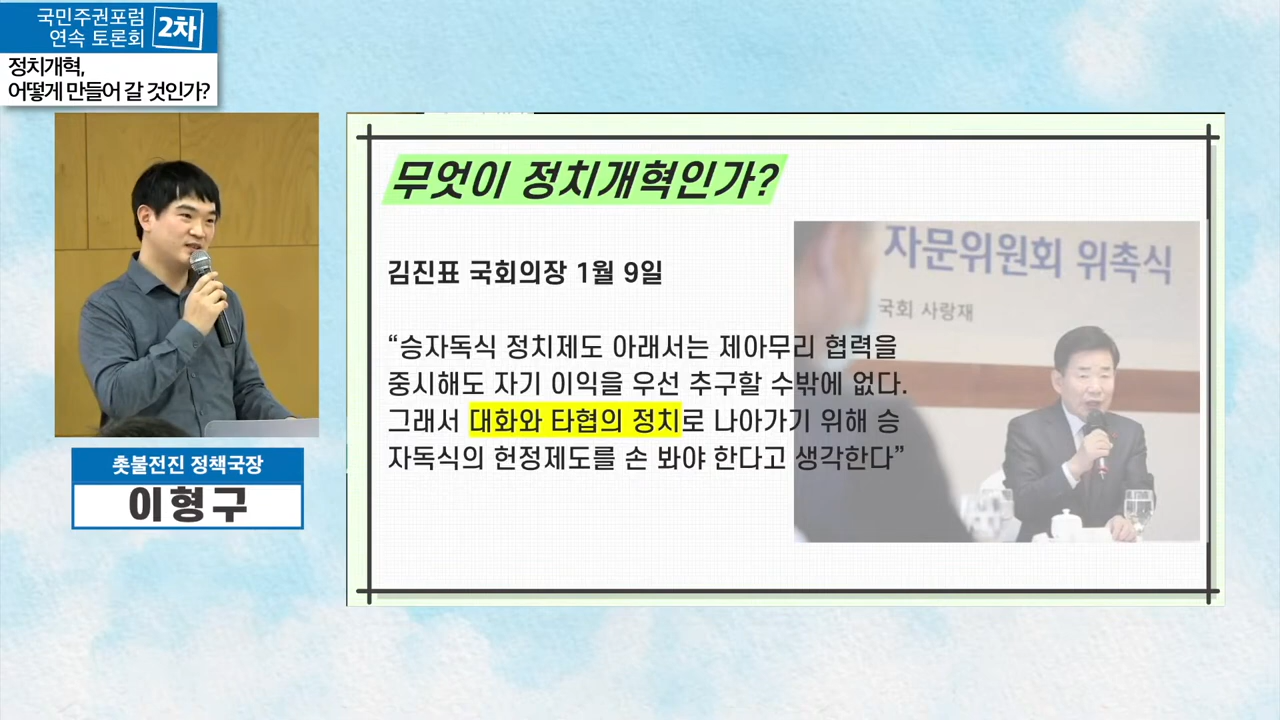 국민주권포럼
연속 토론회
2차
정치개혁,
어떻게 만들어 갈 것인가?
촛불전진 정책국장
이형구
무엇이 정치개혁인가?
김진표 국회의장 1월 9일
“승자독식 정치제도 아래서는 제아무리 협력을
중시해도 자기 이익을 우선 추구할 수밖에 없다.
그래서 대화와 타협의 정치로 나아가기 위해 승
자독식의 헌정제도를 손 봐야 한다고 생각한다”
자문위원회 위촉식
국회 사랑재